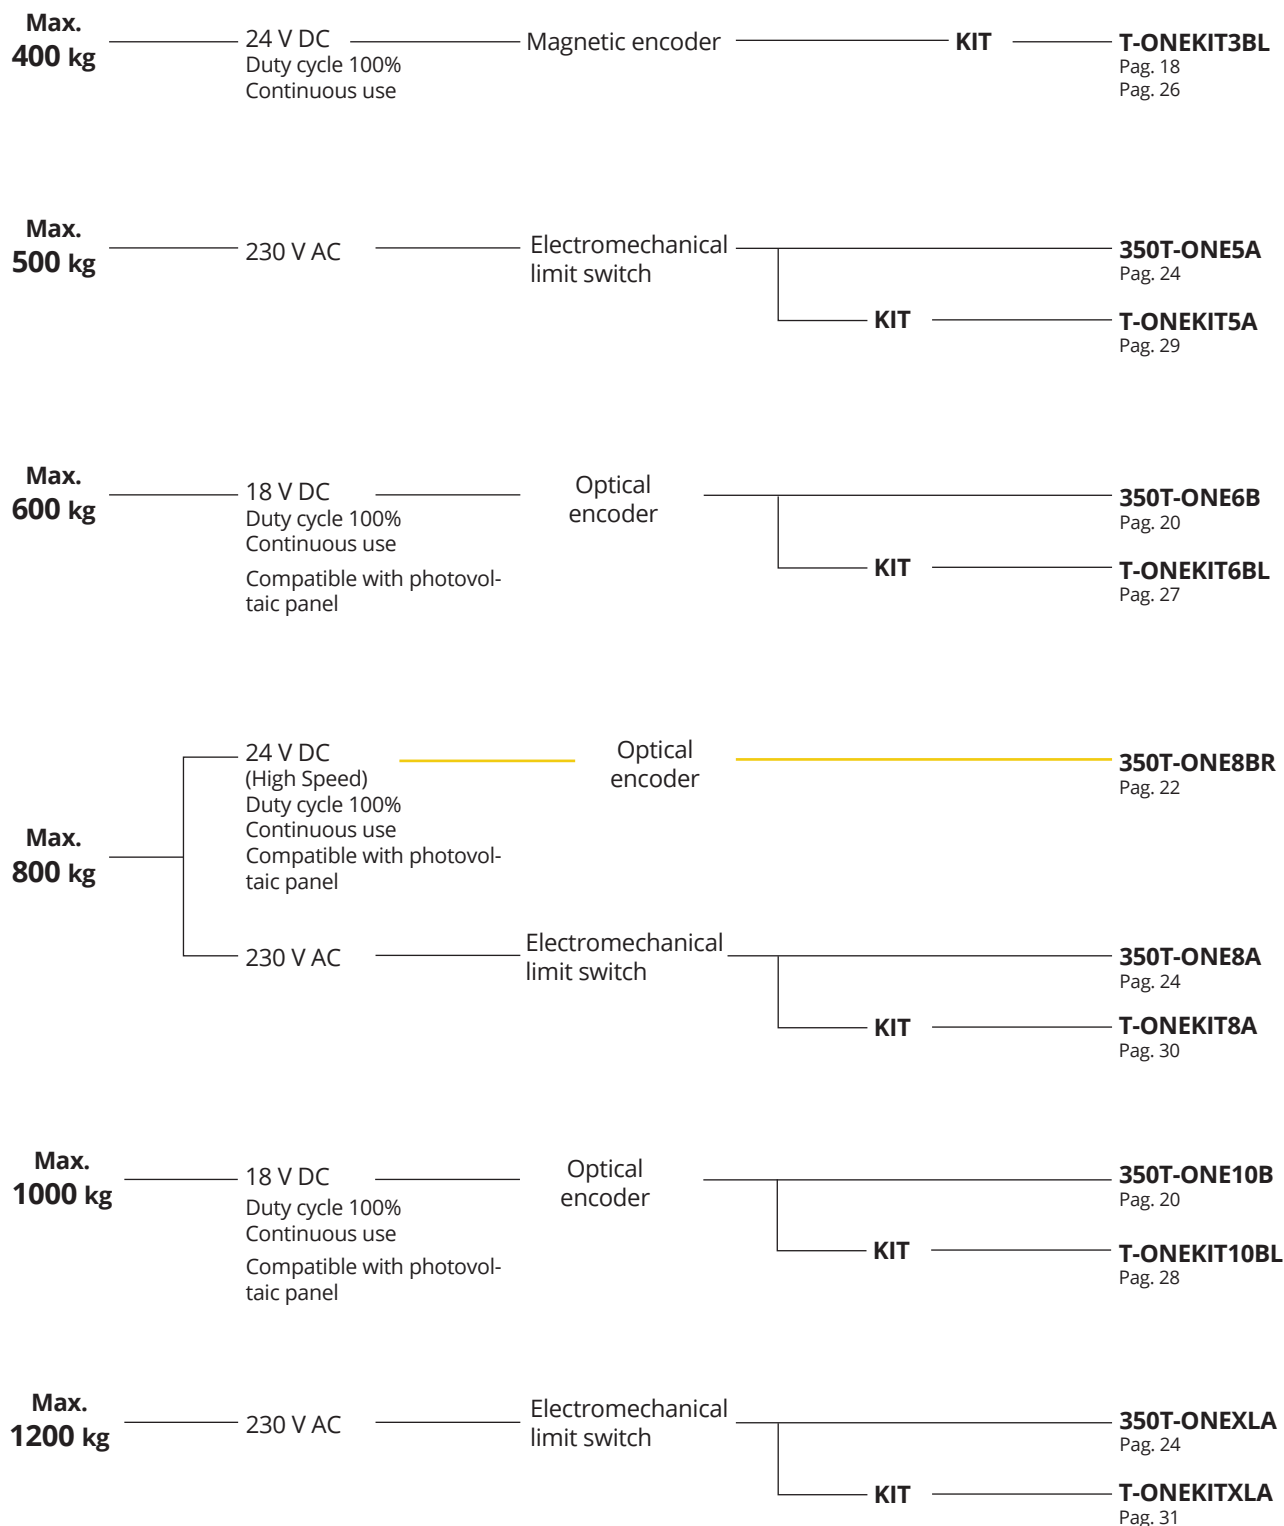 Max.
400 kg
24 V DC
Duty cycle 100%
Continuous use
Magnetic encoder
KIT
T-ONEKIT3BL
Pag. 18
Pag. 26
Max.
500 kg
230 V AC
Electromechanical
limit switch
350T-ONE5A
Pag. 24
KIT
T-ONEKIT5A
Pag. 29
Max.
600 kg
18 V DC
Duty cycle 100%
Continuous use
Compatible with photovol-
taic panel
Optical
encoder
350T-ONE6B
Pag. 20
KIT
T-ONEKIT6BL
Pag. 27
Max.
800 kg
24 V DC
(High Speed)
Duty cycle 100%
Continuous use
Compatible with photovol-
taic panel
Optical
encoder
350T-ONE8BR
Pag. 22
230 V AC
Electromechanical
limit switch
350T-ONE8A
Pag. 24
KIT
T-ONEKIT8A
Pag. 30
Max.
1000 kg
18 V DC
Duty cycle 100%
Continuous use
Compatible with photovol-
taic panel
Optical
encoder
350T-ONE10B
Pag. 20
KIT
T-ONEKIT10BL
Pag. 28
Max.
1200 kg
230 V AC
Electromechanical
limit switch
350T-ONEXLA
Pag. 24
KIT
T-ONEKITXLA
Pag. 31